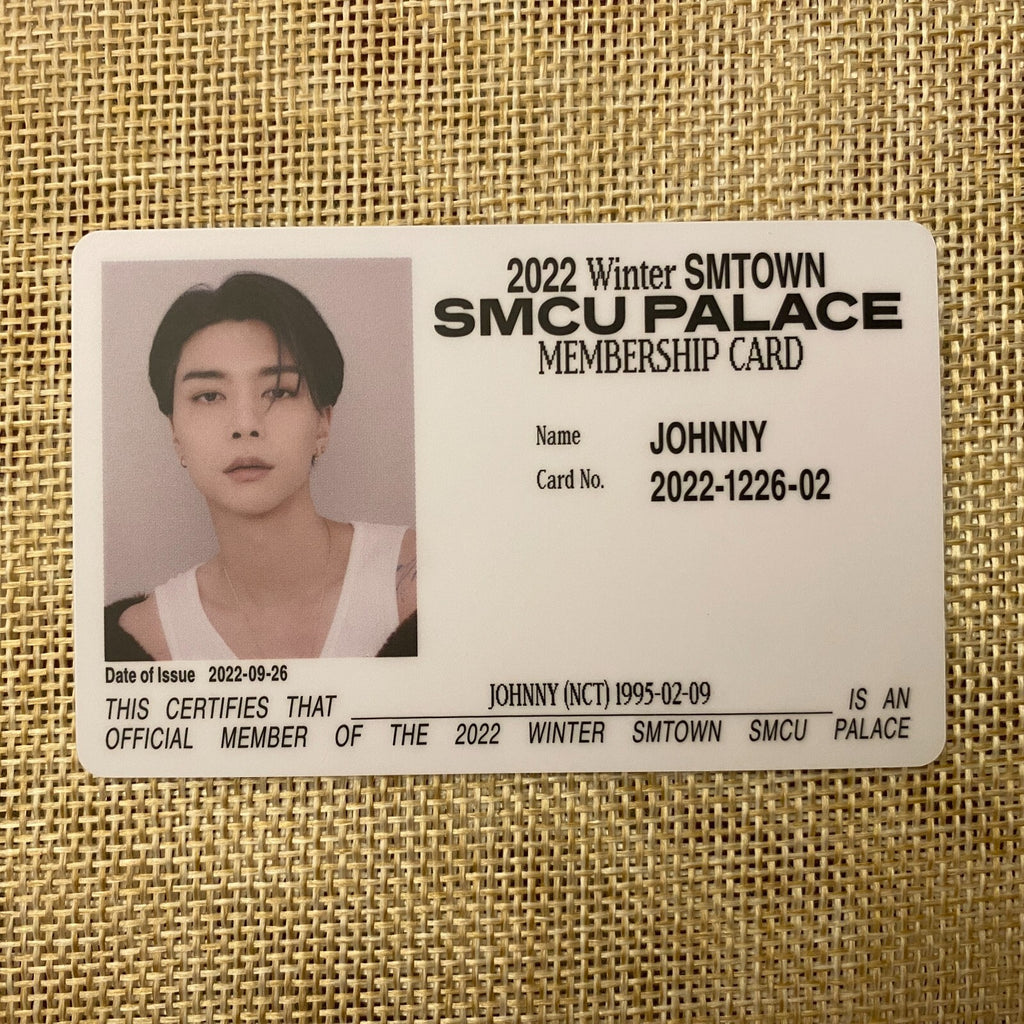 2022 Winter SMTOWN
SMCU PALACE
MEMBERSHIP CARD
Name JOHNNY
Card No. 2022-1226-02
Date of Issue 2022-09-26
THIS CERTIFIES THAT JOHNNY (NCT) 1995-02-09 IS AN
OFFICIAL MEMBER OF THE 2022 WINTER SMTOWN SMCU PALACE